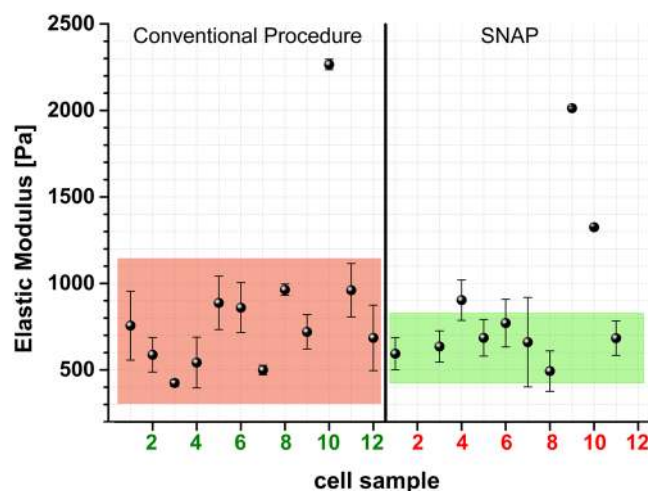 Conventional Procedure SNAP
2500
2000
1500
1000
500
Elastic Modulus [Pa]
2 4 6 8 10 12 2 4 6 8 10 12
cell sample